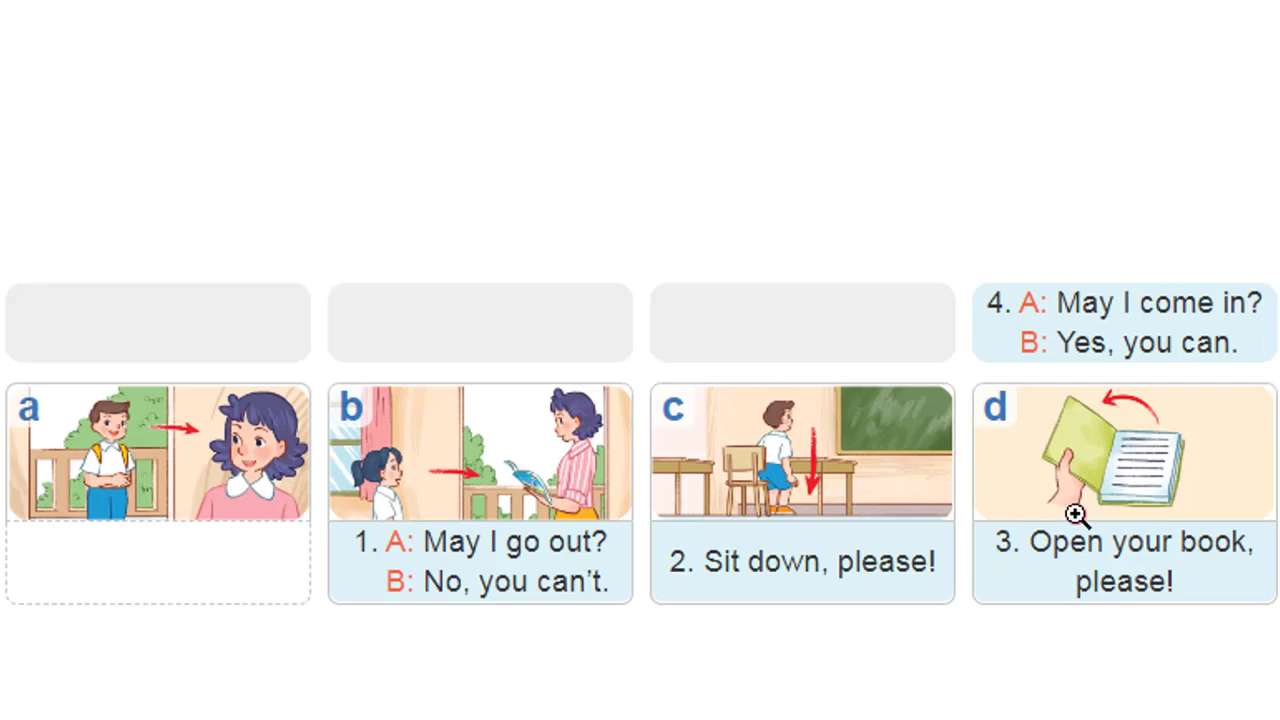 4. A: May I come in?
B: Yes, you can.
a
b
c
d
1. A: May I go out?
B: No, you can't.
2. Sit down, please!
3. Open your book,
please!